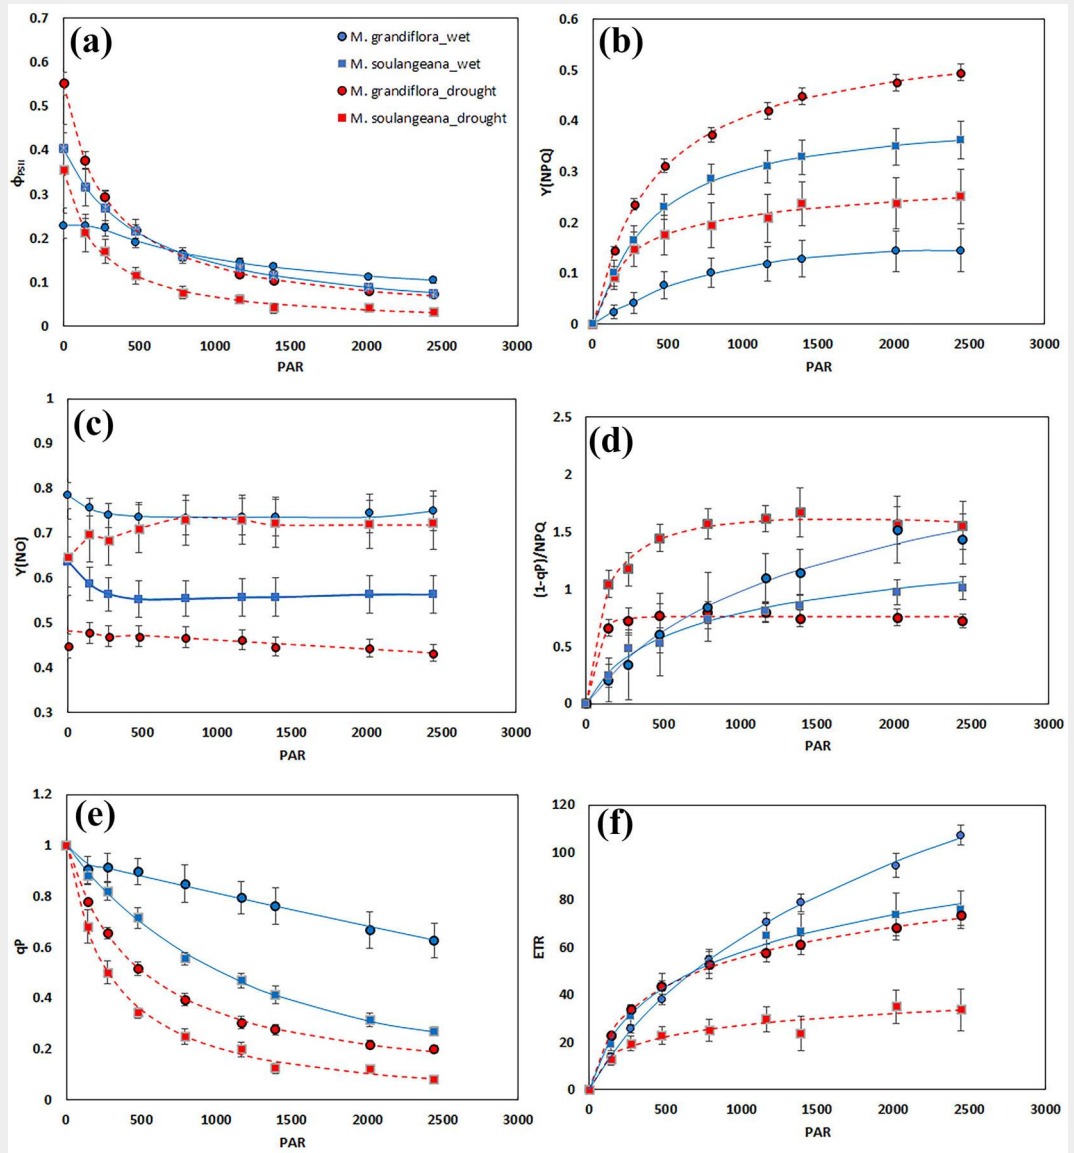 (a)
M. grandiflora_wet
M. soulangeana_wet
M. grandiflora_drought
M. soulangeana_drought
0.7
0.6
0.5
0.4
0.3
0.2
0.1
0
ΦPSII
0 500 1000 1500 2000 2500 3000
PAR
(b)
0.6
0.5
0.4
0.3
0.2
0.1
0
Y(NPQ)
0 500 1000 1500 2000 2500 3000
PAR
(c)
1
0.9
0.8
0.7
0.6
0.5
0.4
0.3
Y(NO)
0 500 1000 1500 2000 2500 3000
PAR
(d)
2.5
2
1.5
1
0.5
0
(1-qP)/NPQ
0 500 1000 1500 2000 2500 3000
PAR
(e)
1.2
1
0.8
0.6
0.4
0.2
0
qP
0 500 1000 1500 2000 2500 3000
PAR
(f)
120
100
80
60
40
20
0
ETR
0 500 1000 1500 2000 2500 3000
PAR